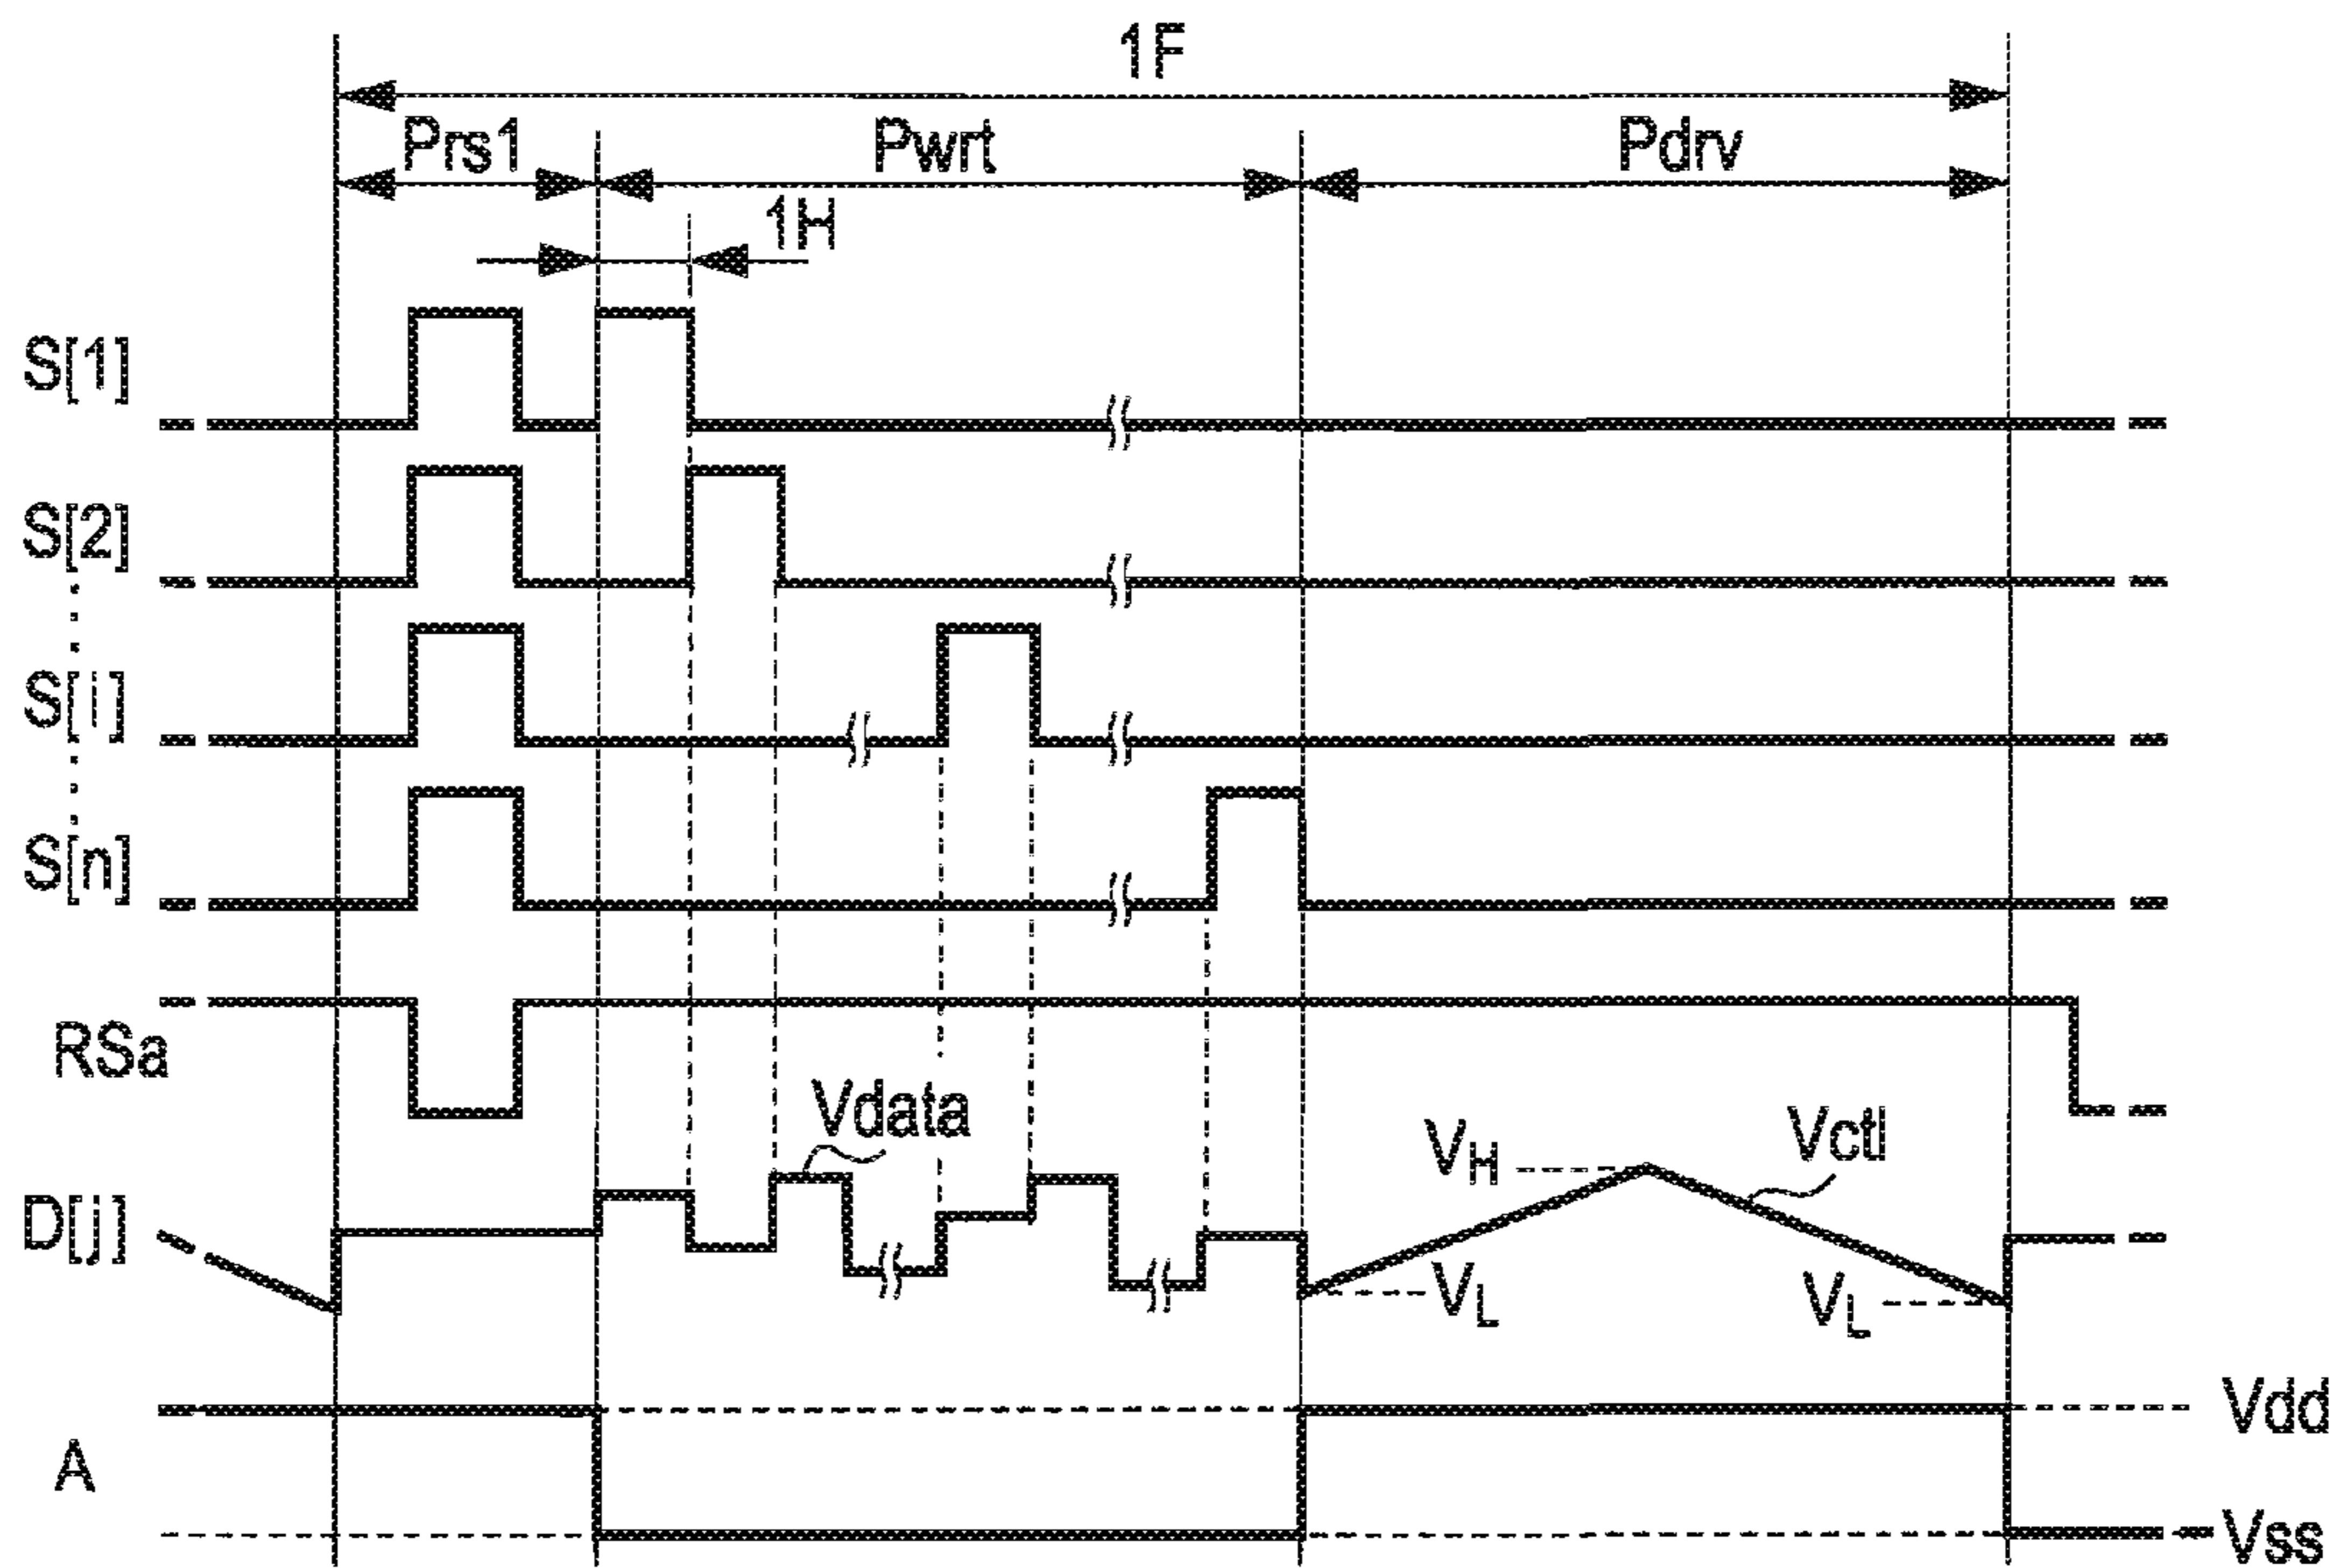 1F
Prs1 Pwrt Pdrv
1H
S[1]
S[2]
S[i]
S[n]
RSa
Vdata
VH Vctl
D[j]
VL VL
Vdd
A
Vss